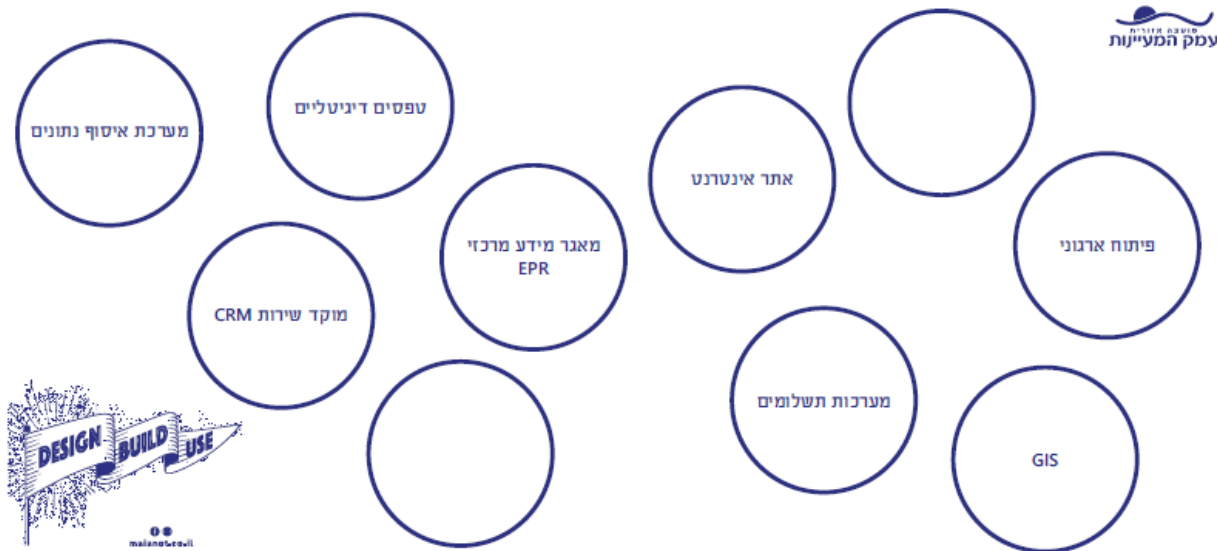 מועצה אזורית
עמק המעיינות
פיתוח ארגוני
אתר אינטרנט
טפסים דיגיטליים
מערכת איסוף נתונים
מאגר מידע מרכזי
EPR
מוקד שירות CRM
מערכות תשלומים
GIS
DESIGN
BUILD
USE
maianot.co.il